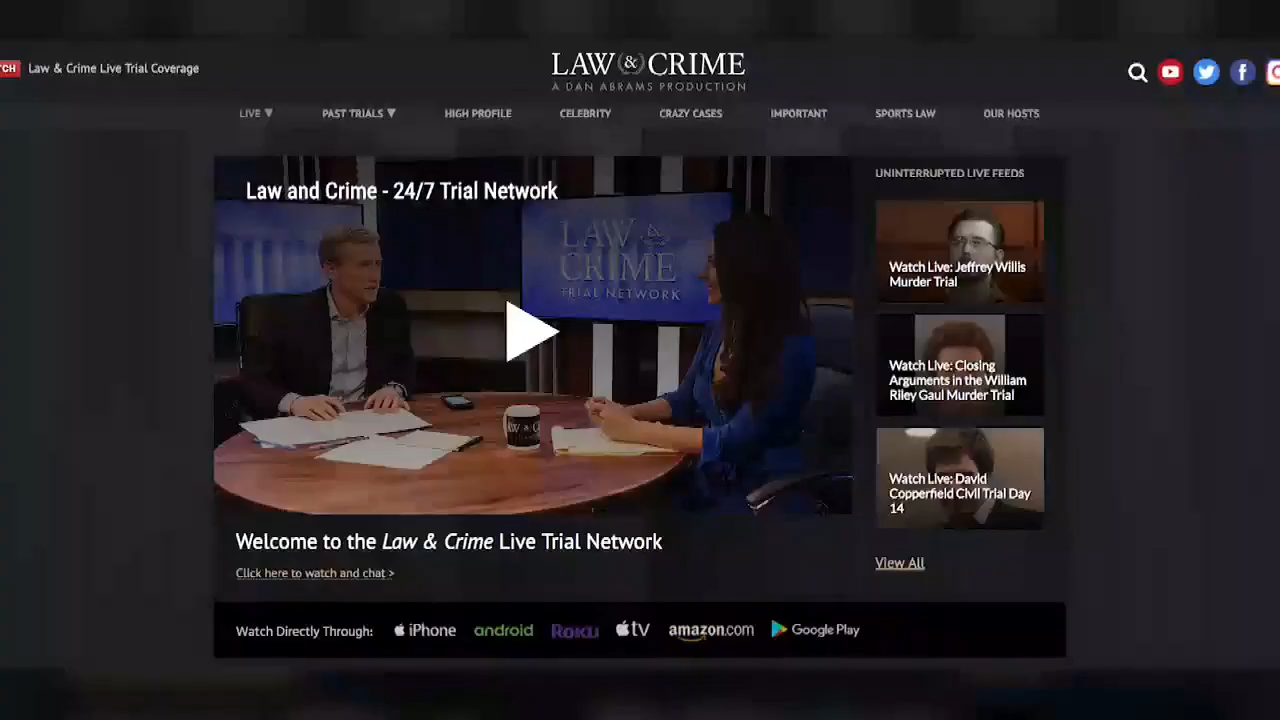 TCH
Law & Crime Live Trial Coverage
LAW & CRIME
A DAN ABRAMS PRODUCTION
LIVE ▼ PAST TRIALS ▼ HIGH PROFILE CELEBRITY CRAZY CASES IMPORTANT SPORTS LAW OUR HOSTS
Law and Crime - 24/7 Trial Network
LAW &
CRIME
TRIAL NETWORK
UNINTERRUPTED LIVE FEEDS
Watch Live: Jeffrey Willis
Murder Trial
Watch Live: Closing
Arguments in the William
Riley Gaul Murder Trial
Watch Live: David
Copperfield Civil Trial Day
14
View All
Welcome to the Law & Crime Live Trial Network
Click here to watch and chat >
Watch Directly Through: iPhone android ROKU tv amazon.com Google Play